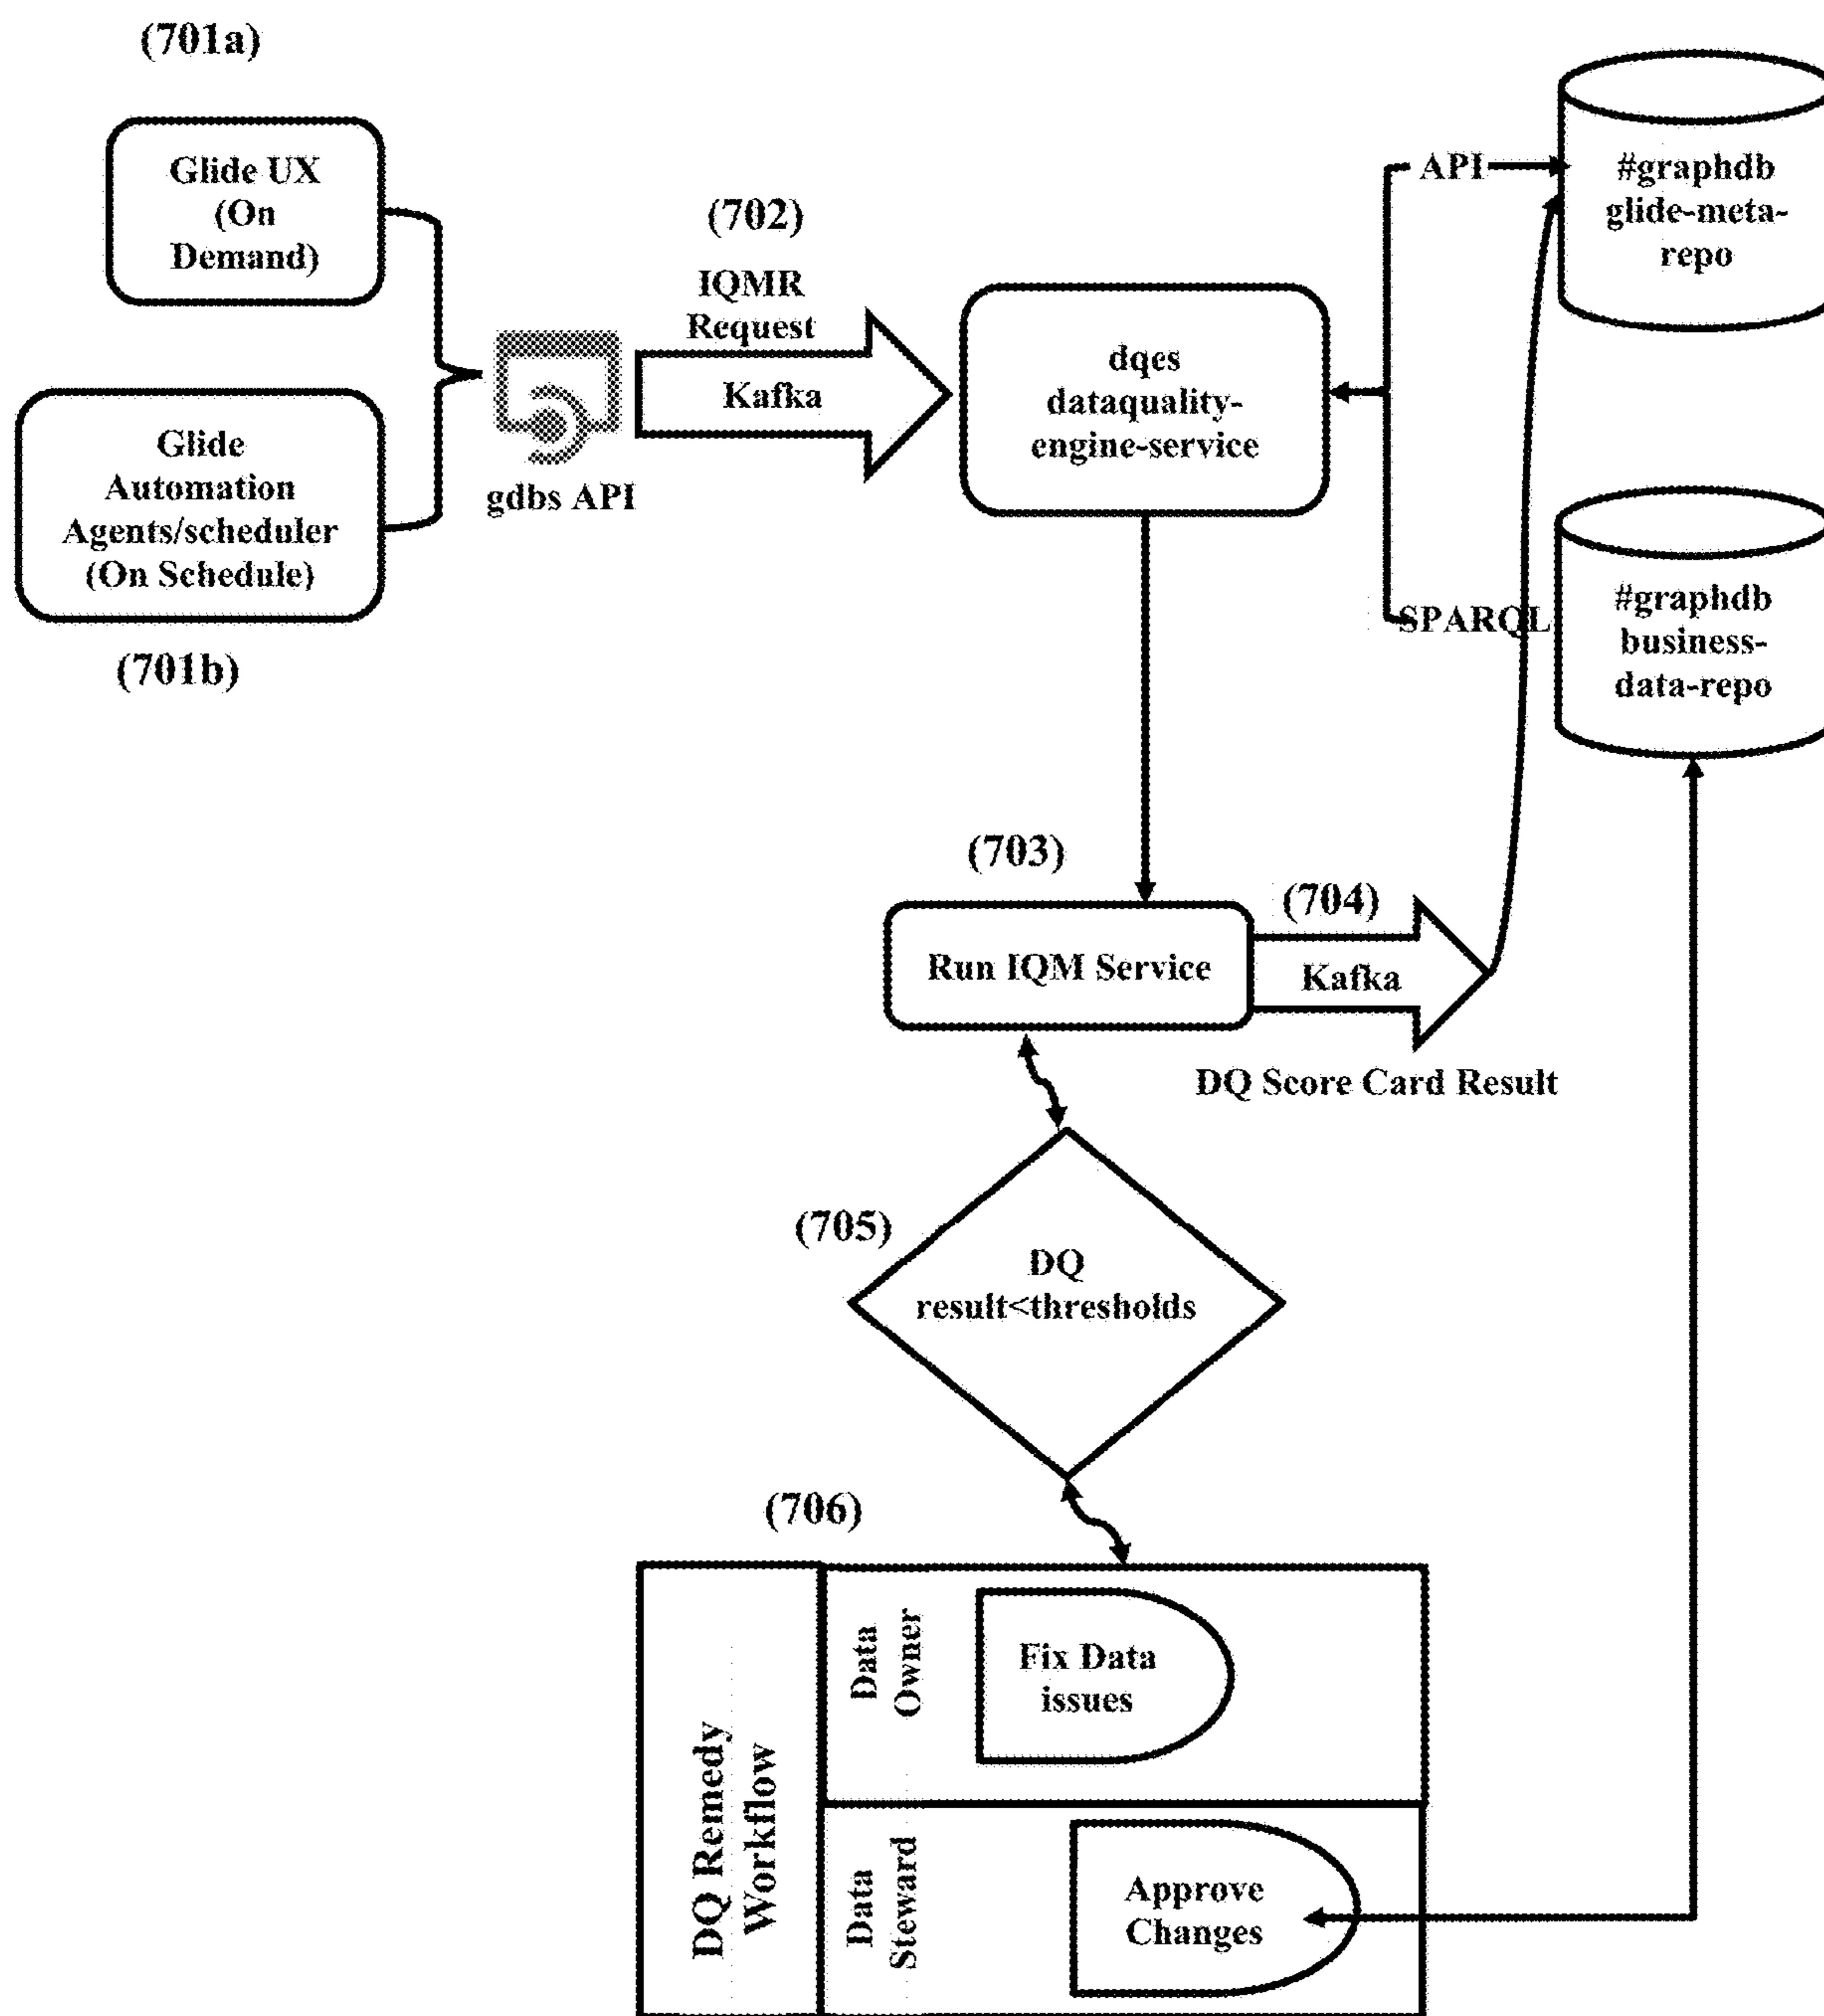 (701a)
Glide UX
(On
Demand)
Glide
Automation
Agents/scheduler
(On Schedule)
(701b)
gdbs API
(702)
IQMR
Request
Kafka
dqes
dataquality-
engine-service
API
#graphdb
glide-meta-
repo
SPARQL
#graphdb
business-
data-repo
(703)
Run IQM Service
(704)
Kafka
DQ Score Card Result
(705)
DQ
result<thresholds
(706)
DQ Remedy
Workflow
Data
Owner
Fix Data
issues
Data
Steward
Approve
Changes